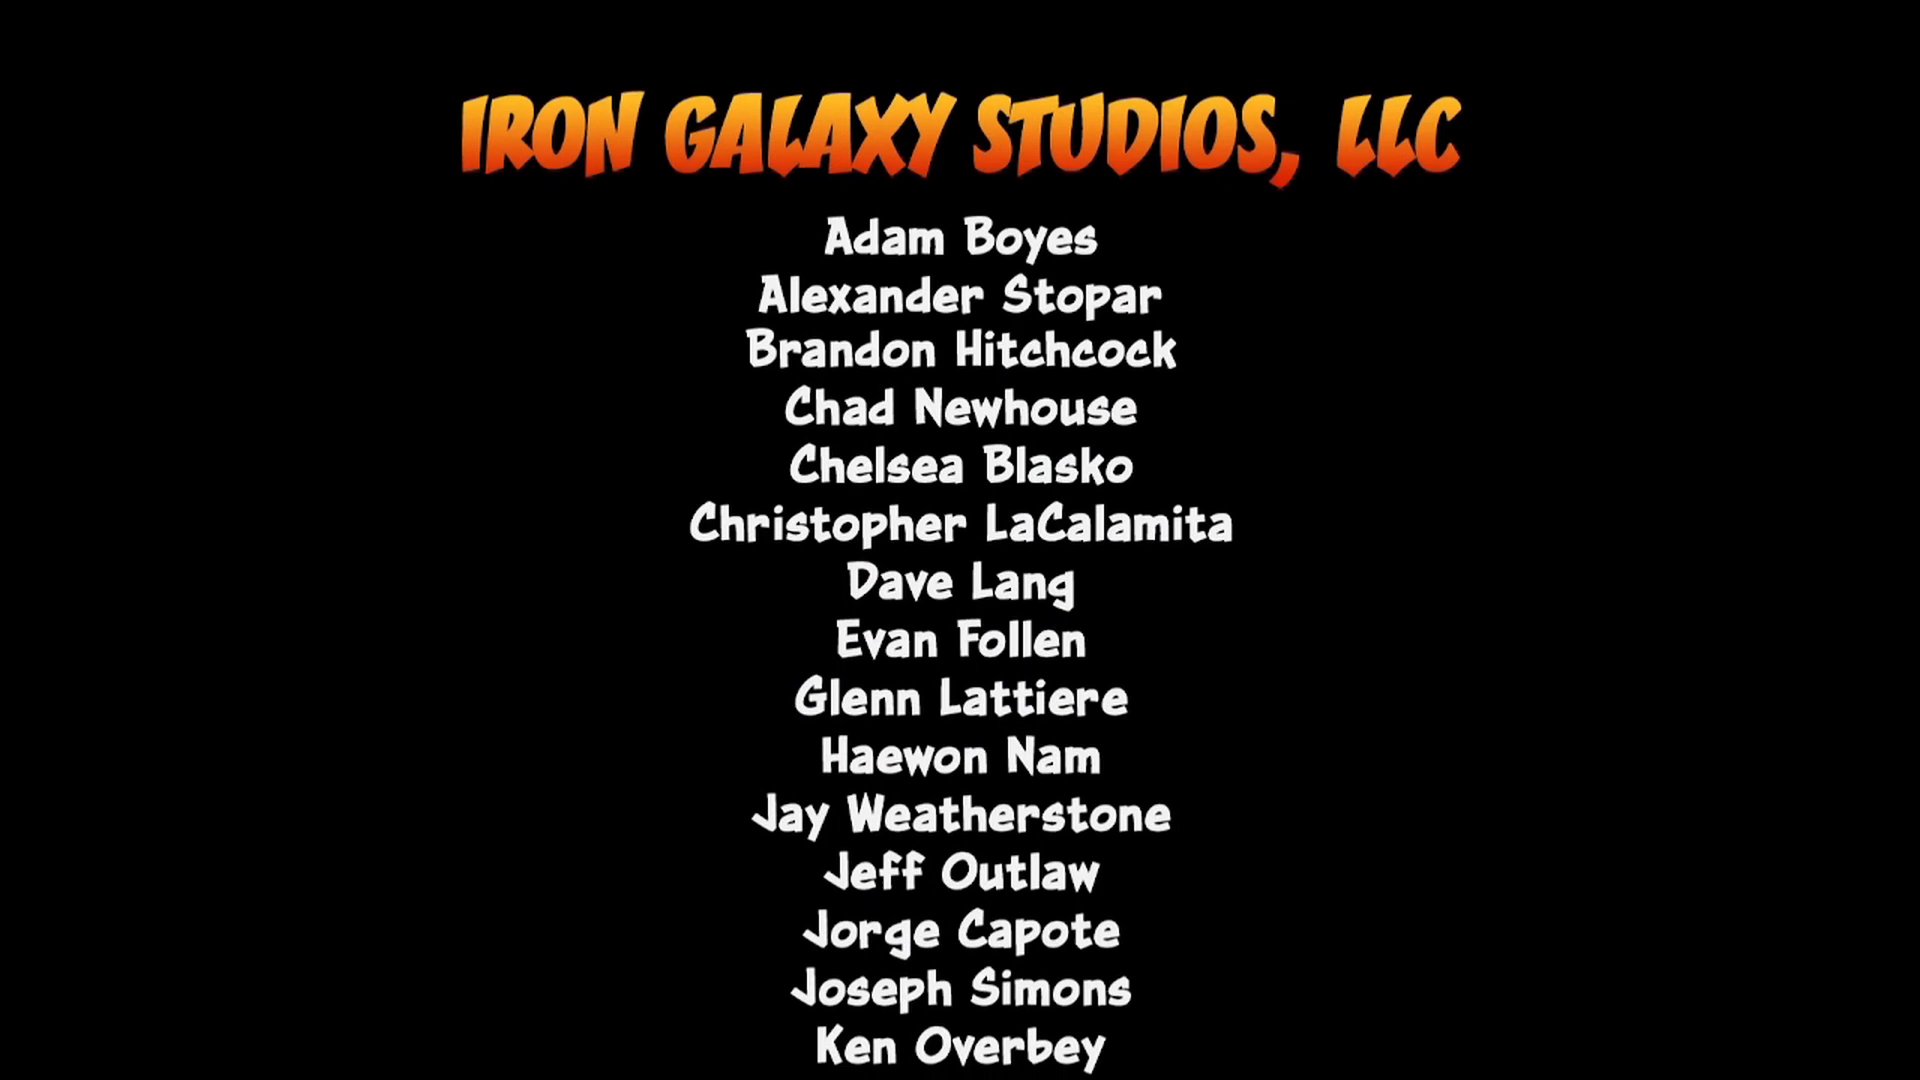 IRON GALAXY STUDIOS, LLC
Adam Boyes
Alexander Stopar
Brandon Hitchcock
Chad Newhouse
Chelsea Blasko
Christopher LaCalamita
Dave Lang
Evan Follen
Glenn Lattiere
Haewon Nam
Jay Weatherstone
Jeff Outlaw
Jorge Capote
Joseph Simons
Ken Overbey